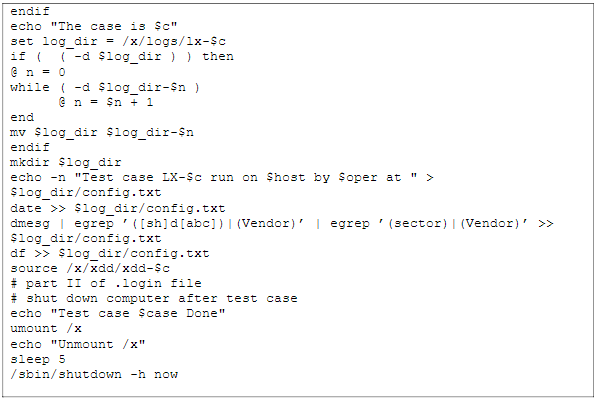 endif
echo "The case is $c"
set log_dir = /x/logs/lx-$c
if ( ( -d $log_dir ) ) then
@ n = 0
while ( -d $log_dir-$n )
@ n = $n + 1
end
mv $log_dir $log_dir-$n
endif
mkdir $log_dir
echo -n "Test case LX-$c run on $host by $oper at " >
$log_dir/config.txt
date >> $log_dir/config.txt
dmesg | egrep ’([sh]d[abc])|(Vendor)’ | egrep ’(sector)|(Vendor)’ >>
$log_dir/config.txt
df >> $log_dir/config.txt
source /x/xdd/xdd-$c
# part II of .login file
# shut down computer after test case
echo "Test case $case Done"
umount /x
echo "Unmount /x"
sleep 5
/sbin/shutdown -h now